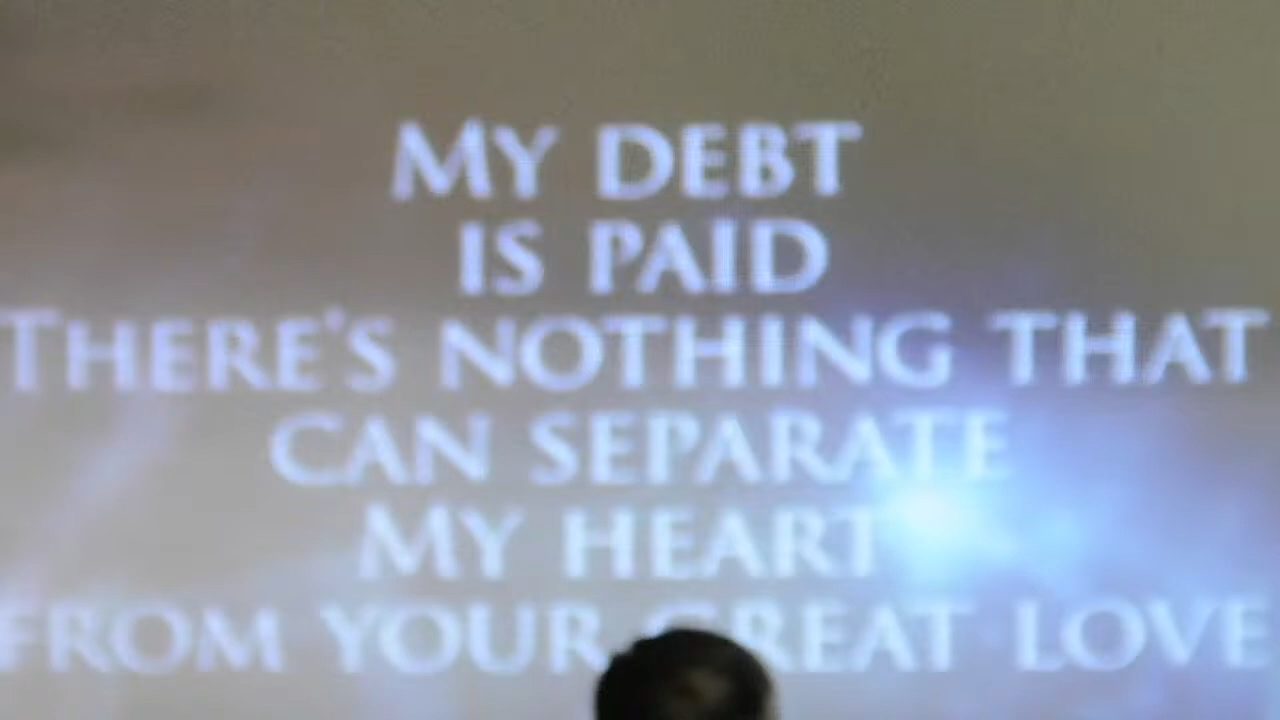 MY DEBT
IS PAID
THERE'S NOTHING THAT
CAN SEPARATE
MY HEART
FROM YOUR GREAT LOVE